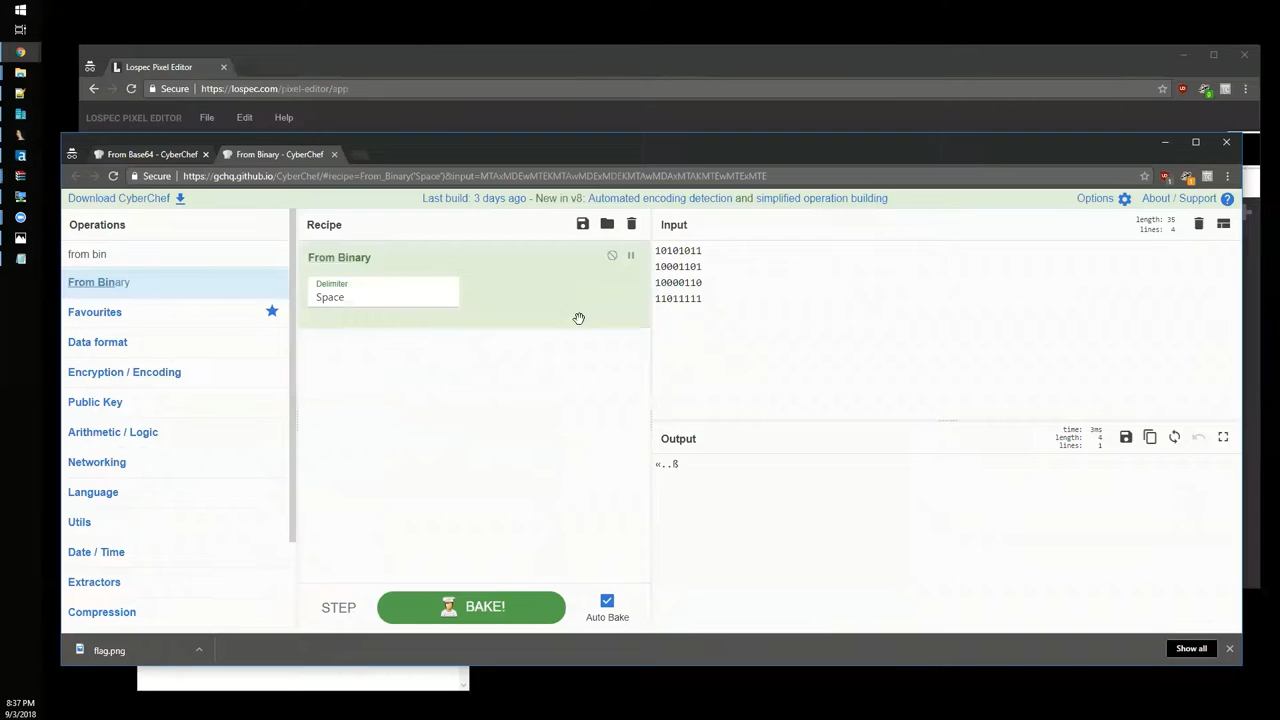 Lospec Pixel Editor
Secure
https://lospec.com/pixel-editor/app
LOSPEC PIXEL EDITOR File Edit Help
From Base64 - CyberChef
From Binary - CyberChef
Secure
https://gchq.github.io/CyberChef/#recipe=From_Binary('Space')&input=MTAxMDEwMTEKMTAwMDExMDEKMTAwMDAxMTAKMTEwMTExMTE
Download CyberChef
Last build: 3 days ago - New in v8: Automated encoding detection and simplified operation building
Options
About / Support
Operations
Recipe
Input
length: 35
lines: 4
from bin
From Binary
Favourites
Data format
Encryption / Encoding
Public Key
Arithmetic / Logic
Networking
Language
Utils
Date / Time
Extractors
Compression
From Binary
Delimiter
Space
10101011
10001101
10000110
11011111
Output
time: 3ms
length: 4
lines: 1
«..ß
STEP
BAKE!
Auto Bake
flag.png
Show all
8:37 PM
9/3/2018